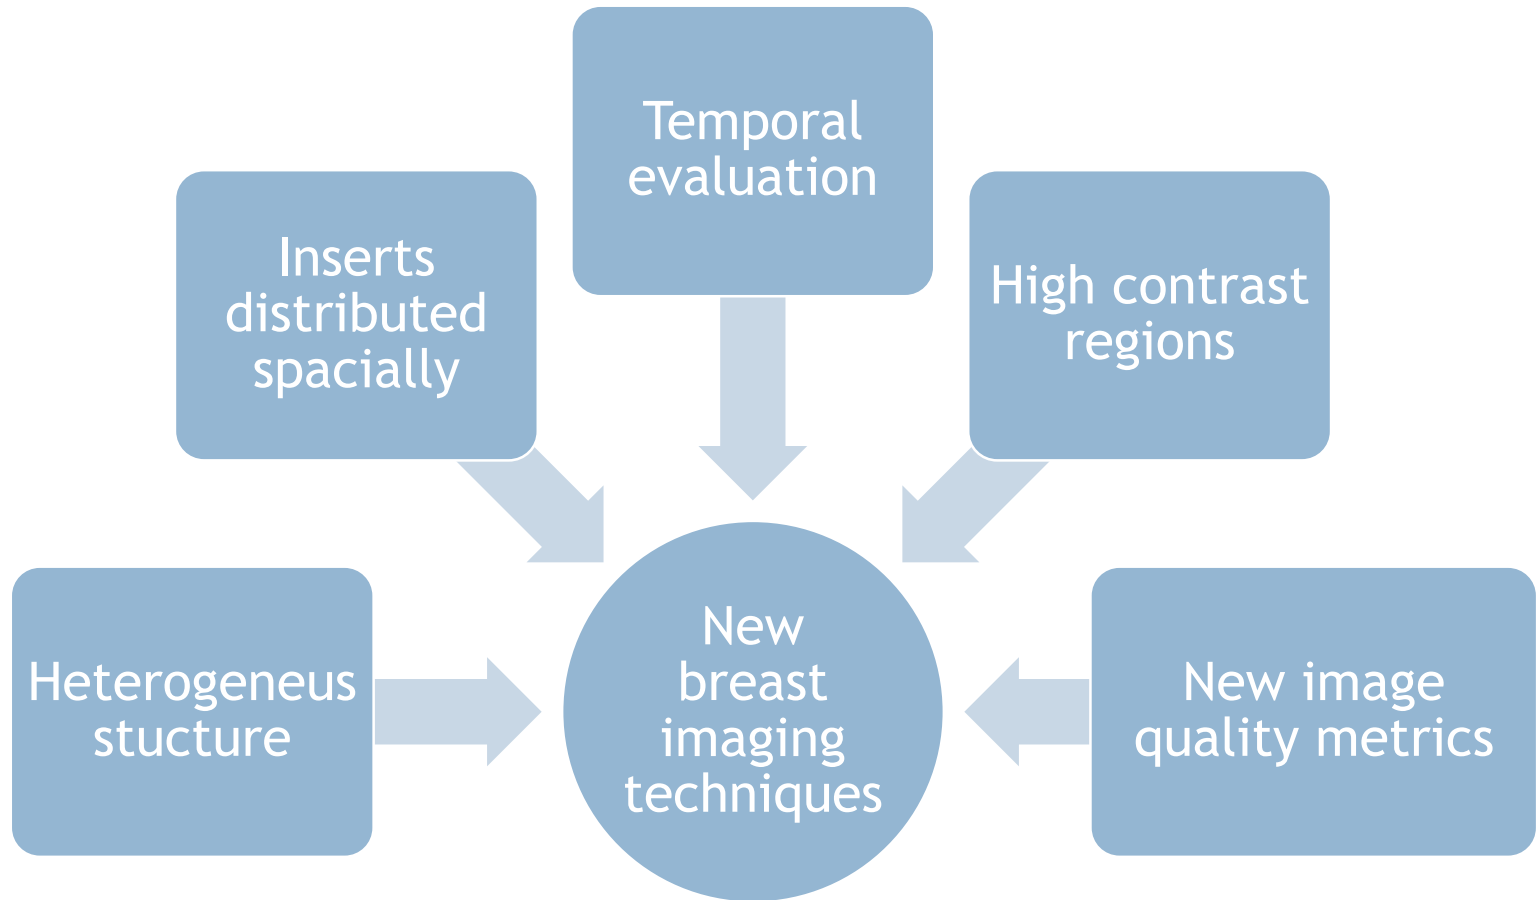 Temporal
evaluation
Inserts
distributed
spacially
High contrast
regions
Heterogeneus
stucture
New
breast
imaging
techniques
New image
quality metrics